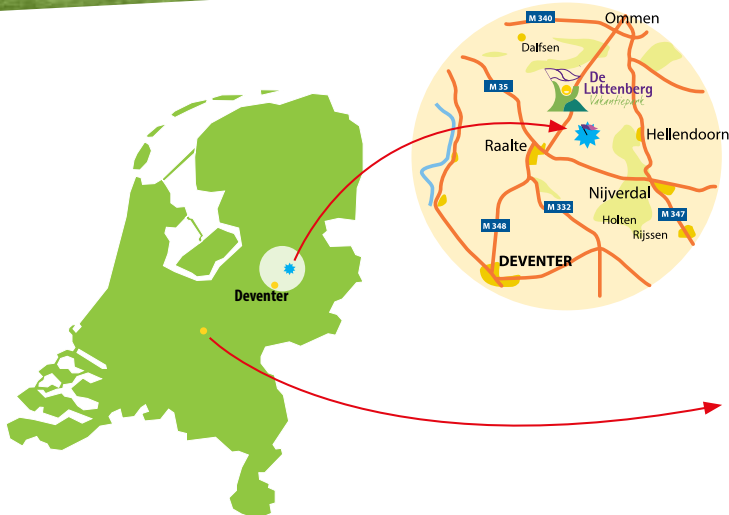 M 340
Ommen
Dalfsen
De
Luttenberg
Vakantiepark
M 35
Raalte
Hellendoorn
Nijverdal
M 332
Holten
M 347
M 348
Rijssen
DEVENTER
Deventer